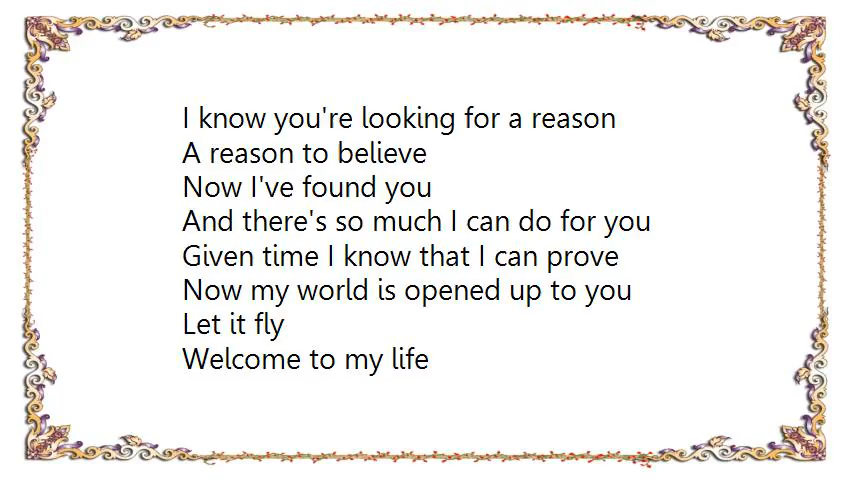 I know you're looking for a reason
A reason to believe
Now I've found you
And there's so much I can do for you
Given time I know that I can prove
Now my world is opened up to you
Let it fly
Welcome to my life